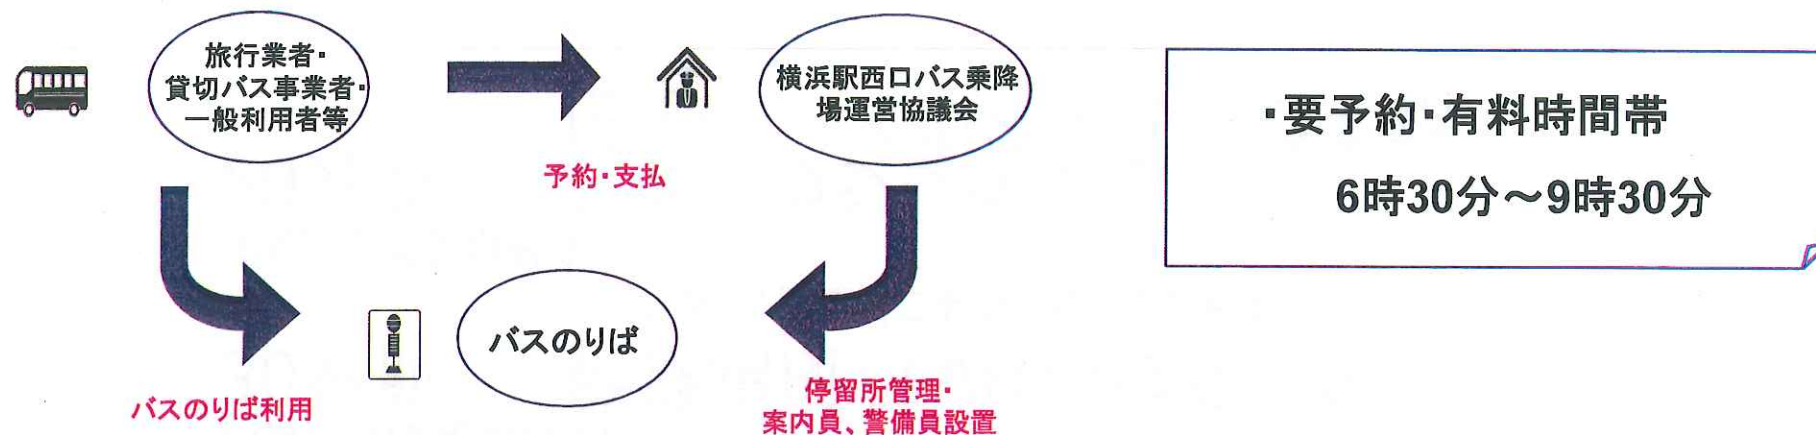 旅行業者・
貸切バス事業者・
一般利用者等
横浜駅西口バス乗降
場運営協議会
・要予約・有料時間帯
6時30分～9時30分
予約・支払
バスのりば
バスのりば利用
停留所管理・
案内員、警備員設置